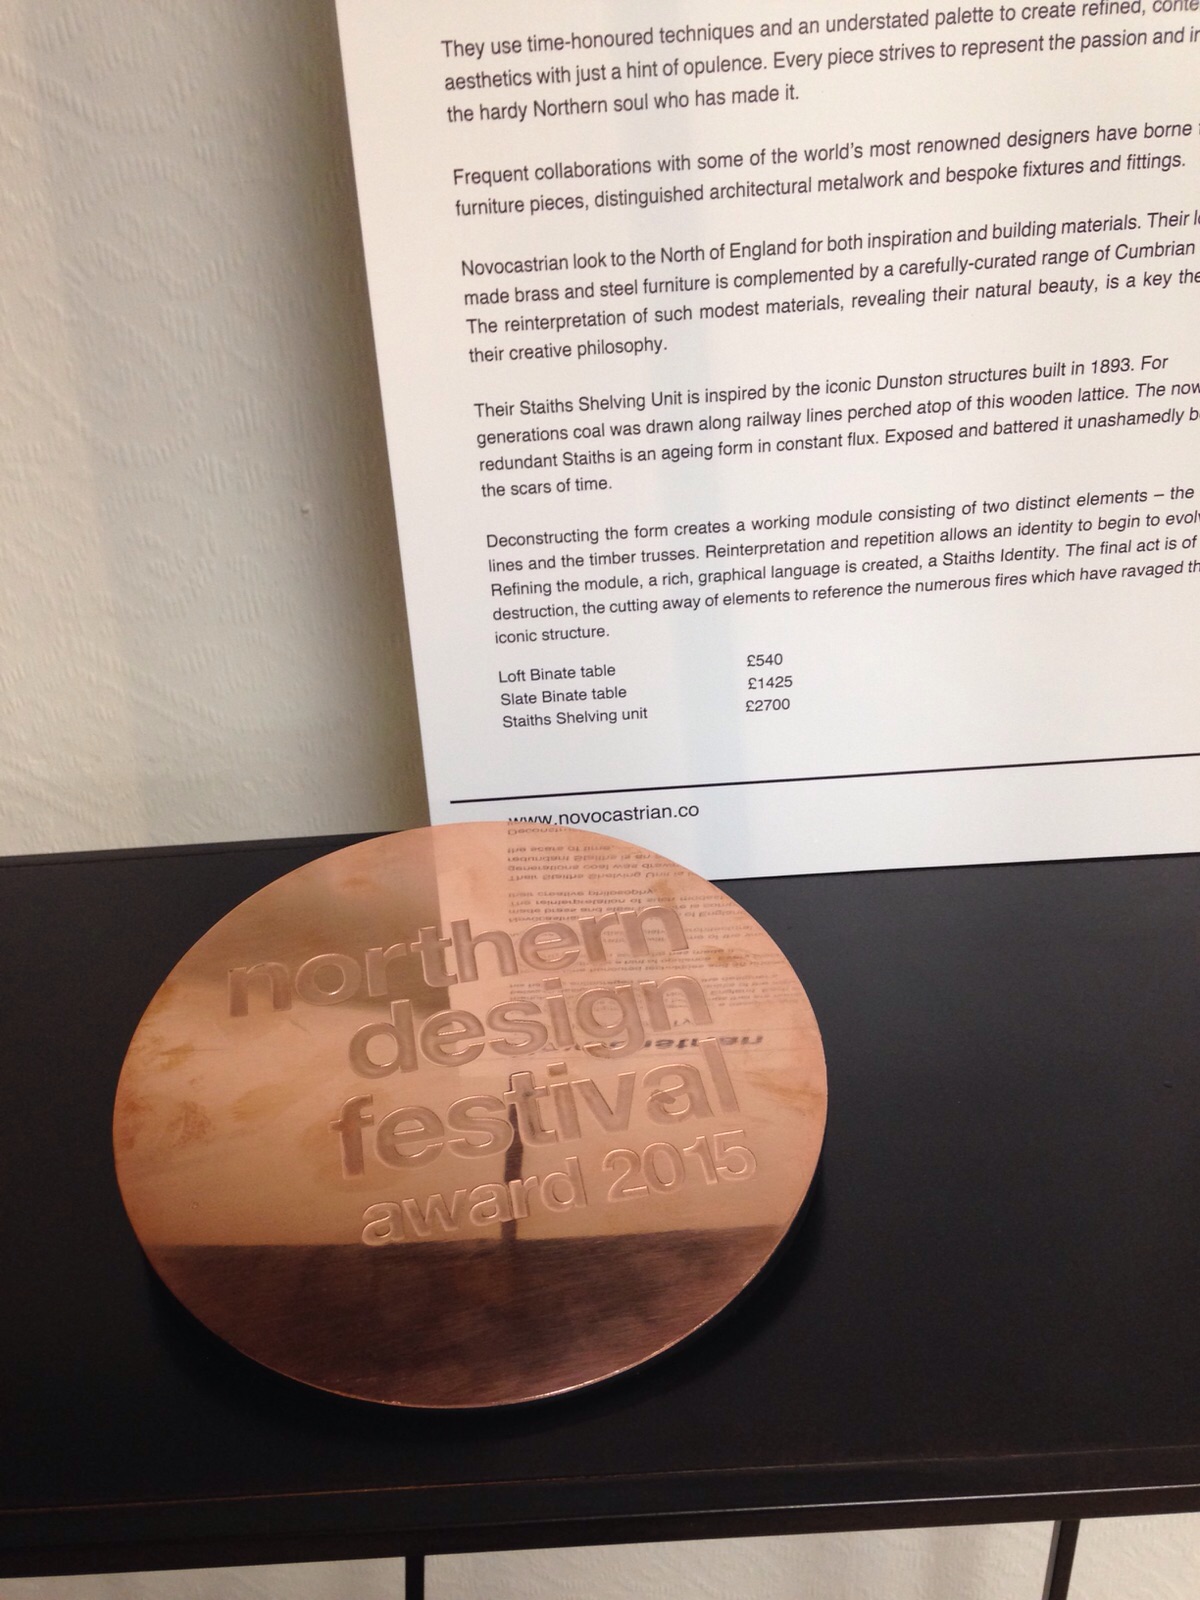 They use time-honoured techniques and an understated palette to create refined,
aesthetics with just a hint of opulence. Every piece strives to represent the passion and
the hardy Northern soul who has made it.
Frequent collaborations with some of the world's most renowned designers have borne
furniture pieces, distinguished architectural metalwork and bespoke fixtures and fittings.
Novocastrian look to the North of England for both inspiration and building materials. Their
made brass and steel furniture is complemented by a carefully-curated range of Cumbrian
The reinterpretation of such modest materials, revealing their natural beauty, is a key
their creative philosophy.
Their Staiths Shelving Unit is inspired by the iconic Dunston structures built in 1893. For
generations coal was drawn along railway lines perched atop of this wooden lattice. The now
redundant Staiths is an ageing form in constant flux. Exposed and battered it unashamedly
the scars of time.
Deconstructing the form creates a working module consisting of two distinct elements – the
lines and the timber trusses. Reinterpretation and repetition allows an identity to begin to
Refining the module, a rich, graphical language is created, a Staiths Identity. The final act is of
destruction, the cutting away of elements to reference the numerous fires which have ravaged
iconic structure.
Loft Binate table £540
Slate Binate table £1425
Staiths Shelving unit £2700
www.novocastrian.co
northern
design
festival
award 2015